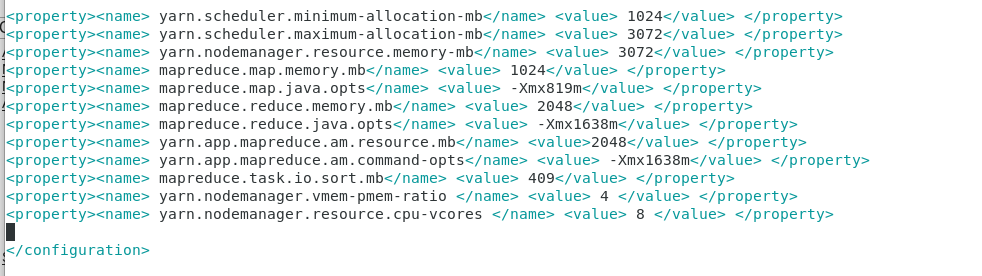 <property><name> yarn.scheduler.minimum-allocation-mb</name> <value> 1024</value> </property>
<property><name> yarn.scheduler.maximum-allocation-mb</name> <value> 3072</value> </property>
<property><name> yarn.nodemanager.resource.memory-mb</name> <value> 3072</value> </property>
<property><name> mapreduce.map.memory.mb</name> <value> 1024</value> </property>
<property><name> mapreduce.map.java.opts</name> <value> -Xmx819m</value> </property>
<property><name> mapreduce.reduce.memory.mb</name> <value> 2048</value> </property>
<property><name> mapreduce.reduce.java.opts</name> <value> -Xmx1638m</value> </property>
<property><name> yarn.app.mapreduce.am.resource.mb</name> <value>2048</value> </property>
<property><name> yarn.app.mapreduce.am.command-opts</name> <value> -Xmx1638m</value> </property>
<property><name> mapreduce.task.io.sort.mb</name> <value> 409</value> </property>
<property><name> yarn.nodemanager.vmem-pmem-ratio </name> <value> 4 </value> </property>
<property><name> yarn.nodemanager.resource.cpu-vcores </name> <value> 8 </value> </property>
</configuration>